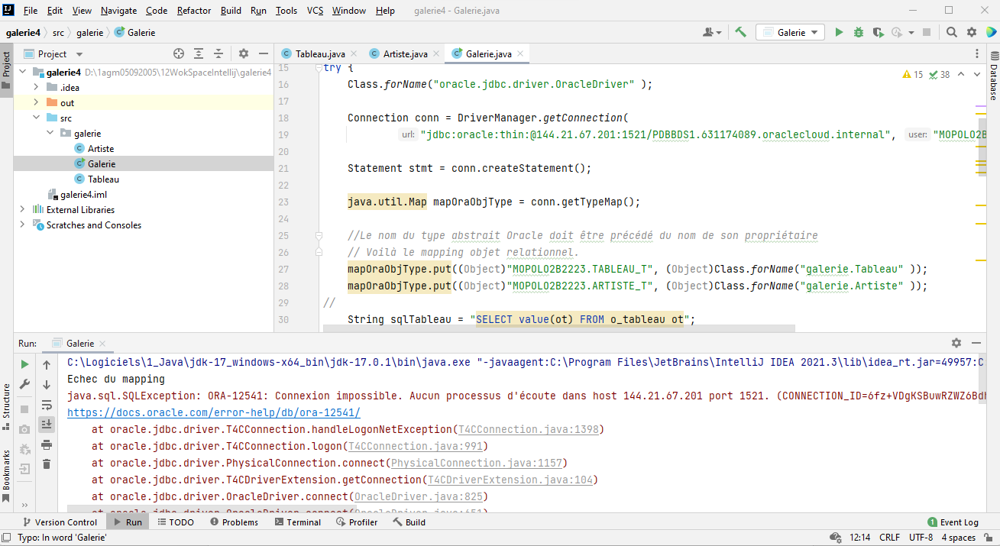 File Edit View Navigate Code Refactor Build Run Tools VCS Window Help galerie4 - Galerie.java
galerie4 src galerie Galerie
Galerie
Project
Tableau.java Artiste.java Galerie.java
Project
Database
galerie4 D:\1agm05092005\12WokSpaceIntellij\galerie4
.idea
out
src
galerie
Artiste
Galerie
Tableau
galerie4.iml
External Libraries
Scratches and Consoles
15 38
15 try {
16 Class.forName("oracle.jdbc.driver.OracleDriver" );
17
18 Connection conn = DriverManager.getConnection(
19 url: "jdbc:oracle:thin:@144.21.67.201:1521/PDBBDS1.631174089.oraclecloud.internal", user: "MOPOLO2B
20
21 Statement stmt = conn.createStatement();
22
23 java.util.Map mapOraObjType = conn.getTypeMap();
24
25 //Le nom du type abstrait Oracle doit être précédé du nom de son propriétaire
26 // Voilà le mapping objet relationnel.
27 mapOraObjType.put((Object)"MOPOLO2B2223.TABLEAU_T", (Object)Class.forName("galerie.Tableau" ));
28 mapOraObjType.put((Object)"MOPOLO2B2223.ARTISTE_T", (Object)Class.forName("galerie.Artiste" ));
29 //
30 String sqlTableau = "SELECT value(ot) FROM o_tableau ot";
Run: Galerie
C:\Logiciels\1_Java\jdk-17_windows-x64_bin\jdk-17.0.1\bin\java.exe "-javaagent:C:\Program Files\JetBrains\IntelliJ IDEA 2021.3\lib\idea_rt.jar=49957:C
Echec du mapping
java.sql.SQLException: ORA-12541: Connexion impossible. Aucun processus d'écoute dans host 144.21.67.201 port 1521. (CONNECTION_ID=6fz+VDgKSBuwRZWZ6Bdh
https://docs.oracle.com/error-help/db/ora-12541/
at oracle.jdbc.driver.T4CConnection.handleLogonNetException(T4CConnection.java:1398)
at oracle.jdbc.driver.T4CConnection.logon(T4CConnection.java:991)
at oracle.jdbc.driver.PhysicalConnection.connect(PhysicalConnection.java:1157)
at oracle.jdbc.driver.T4CDriverExtension.getConnection(T4CDriverExtension.java:104)
at oracle.jdbc.driver.OracleDriver.connect(OracleDriver.java:825)
at oracle.jdbc.driver.OracleDriver.connect(OracleDriver.java:651)
Structure
Bookmarks
Version Control Run TODO Problems Terminal Profiler Build 1 Event Log
Typo: In word 'Galerie' 12:14 CRLF UTF-8 4 spaces